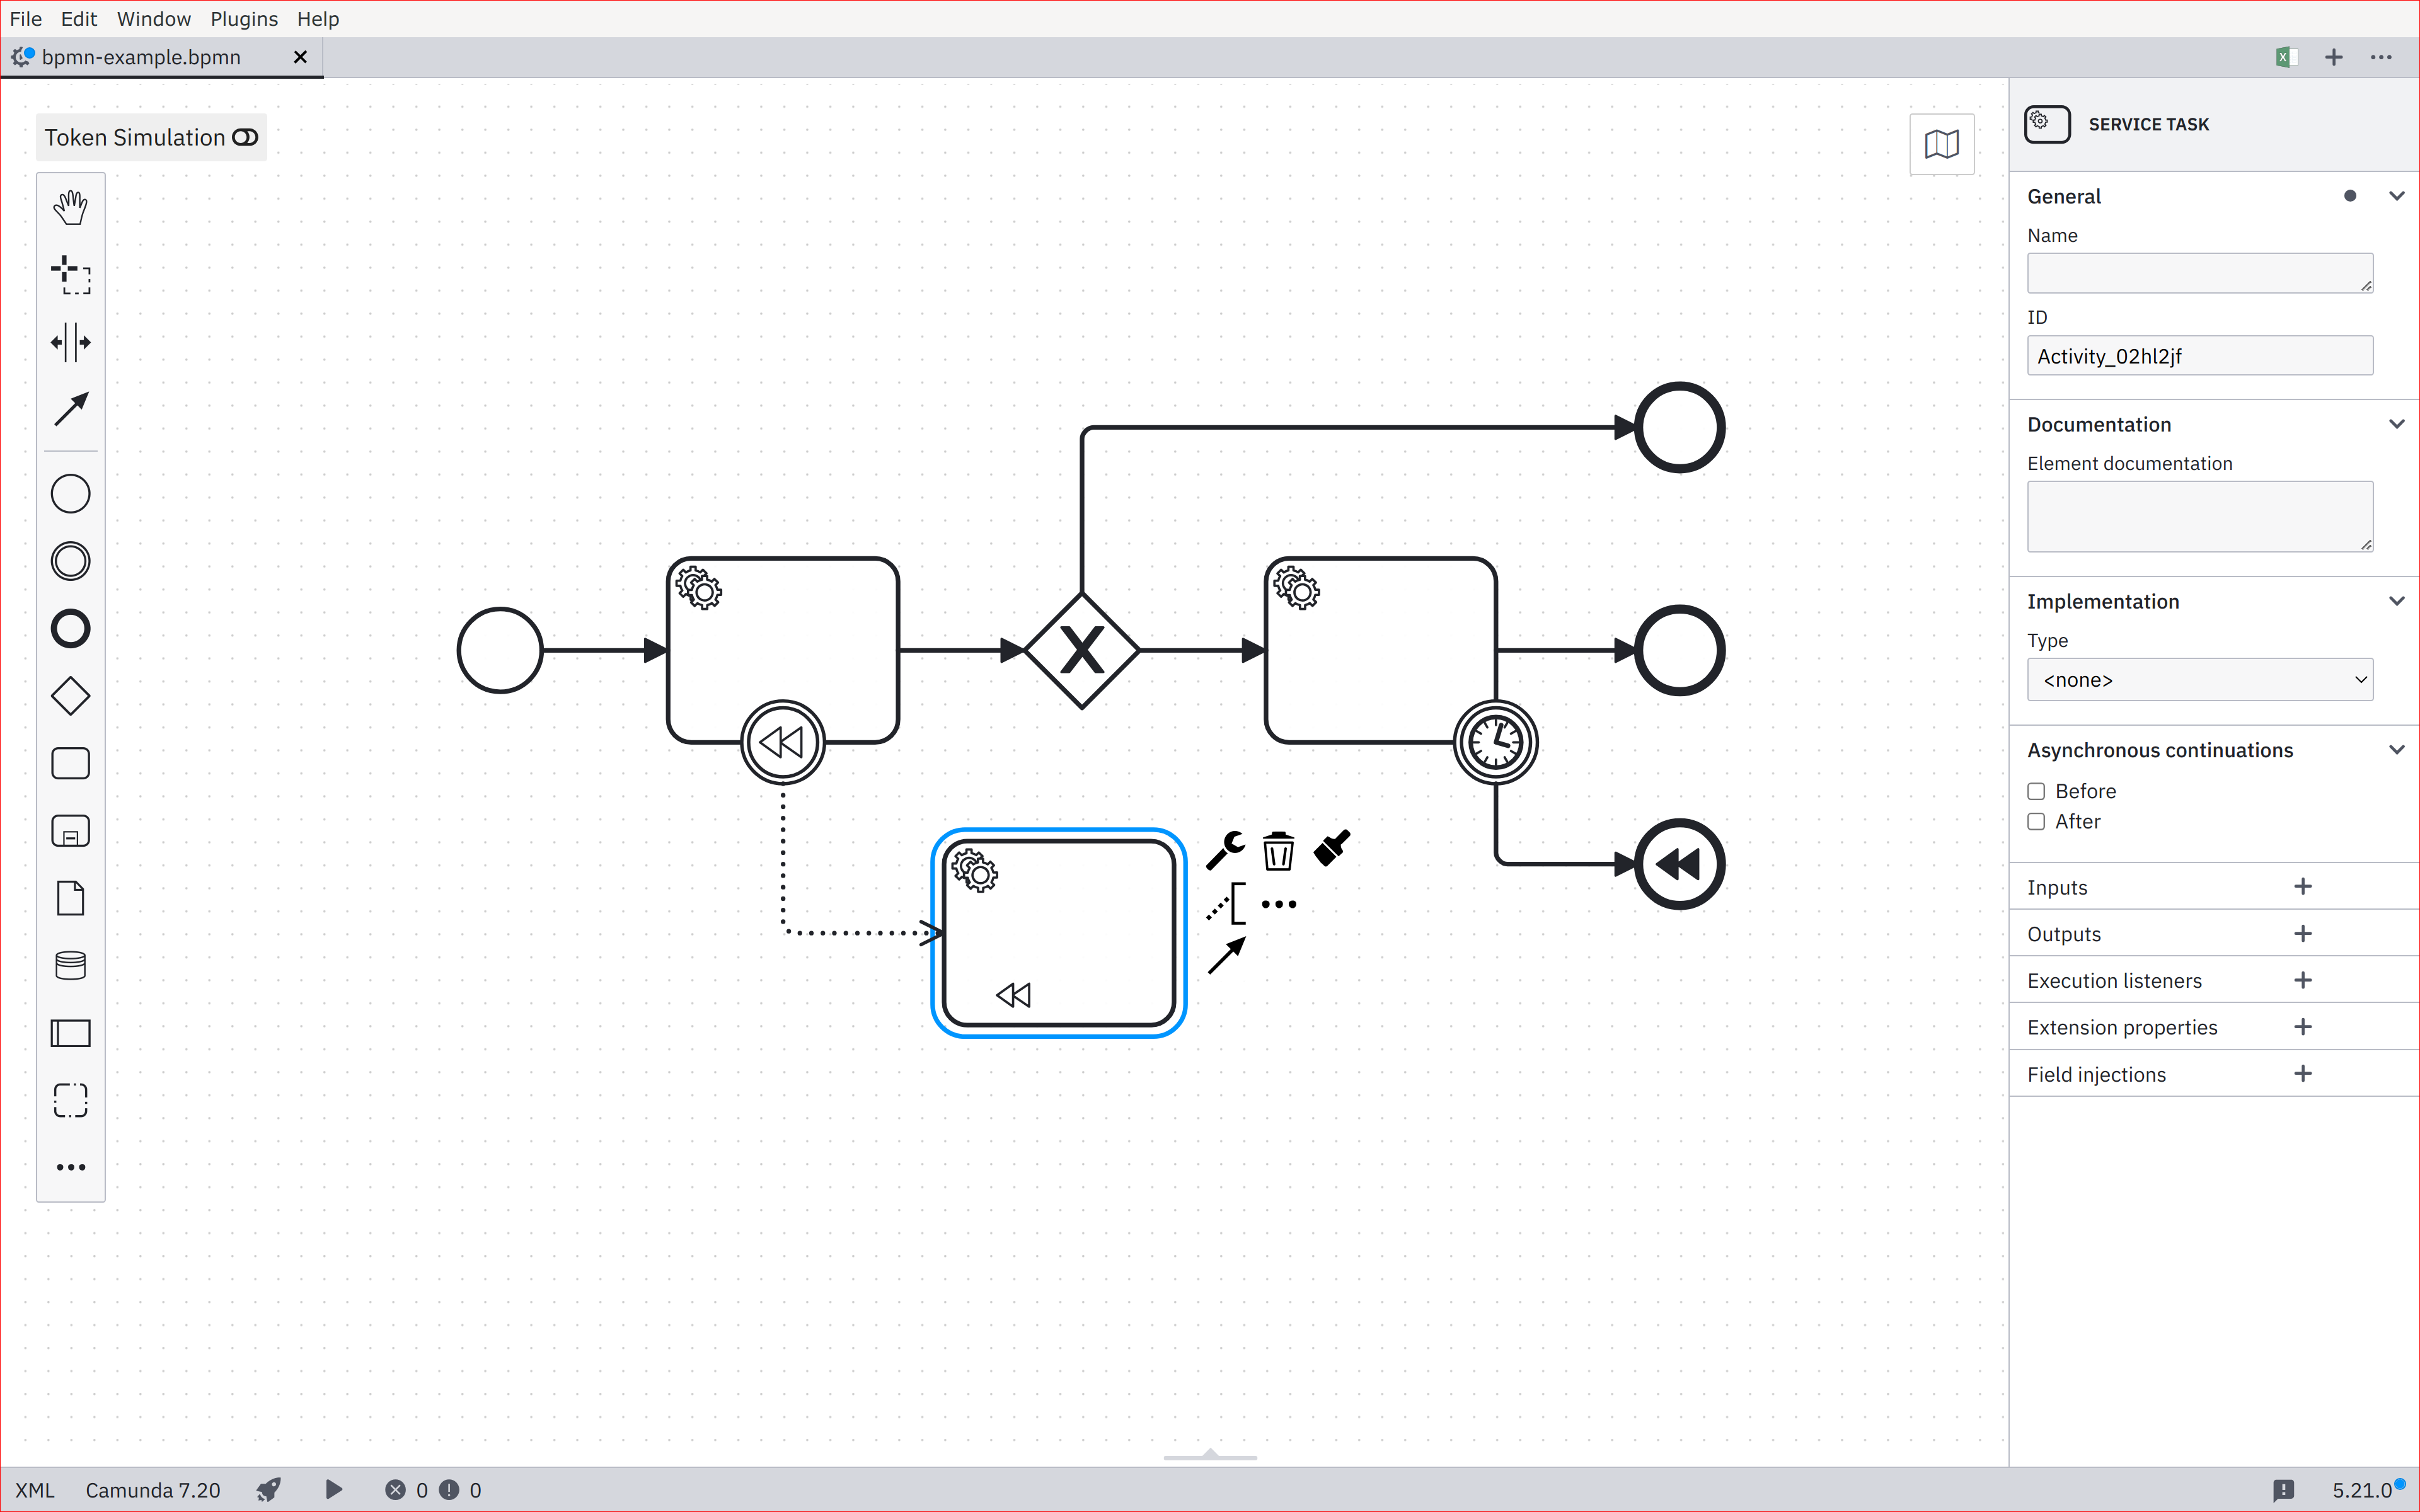 File Edit Window Plugins Help
bpmn-example.bpmn
Token Simulation
SERVICE TASK
General
Name
ID
Activity_02hl2jf
Documentation
Element documentation
Implementation
Type
<none>
Asynchronous continuations
Before
After
Inputs
Outputs
Execution listeners
Extension properties
Field injections
XML Camunda 7.20 0 0 5.21.0